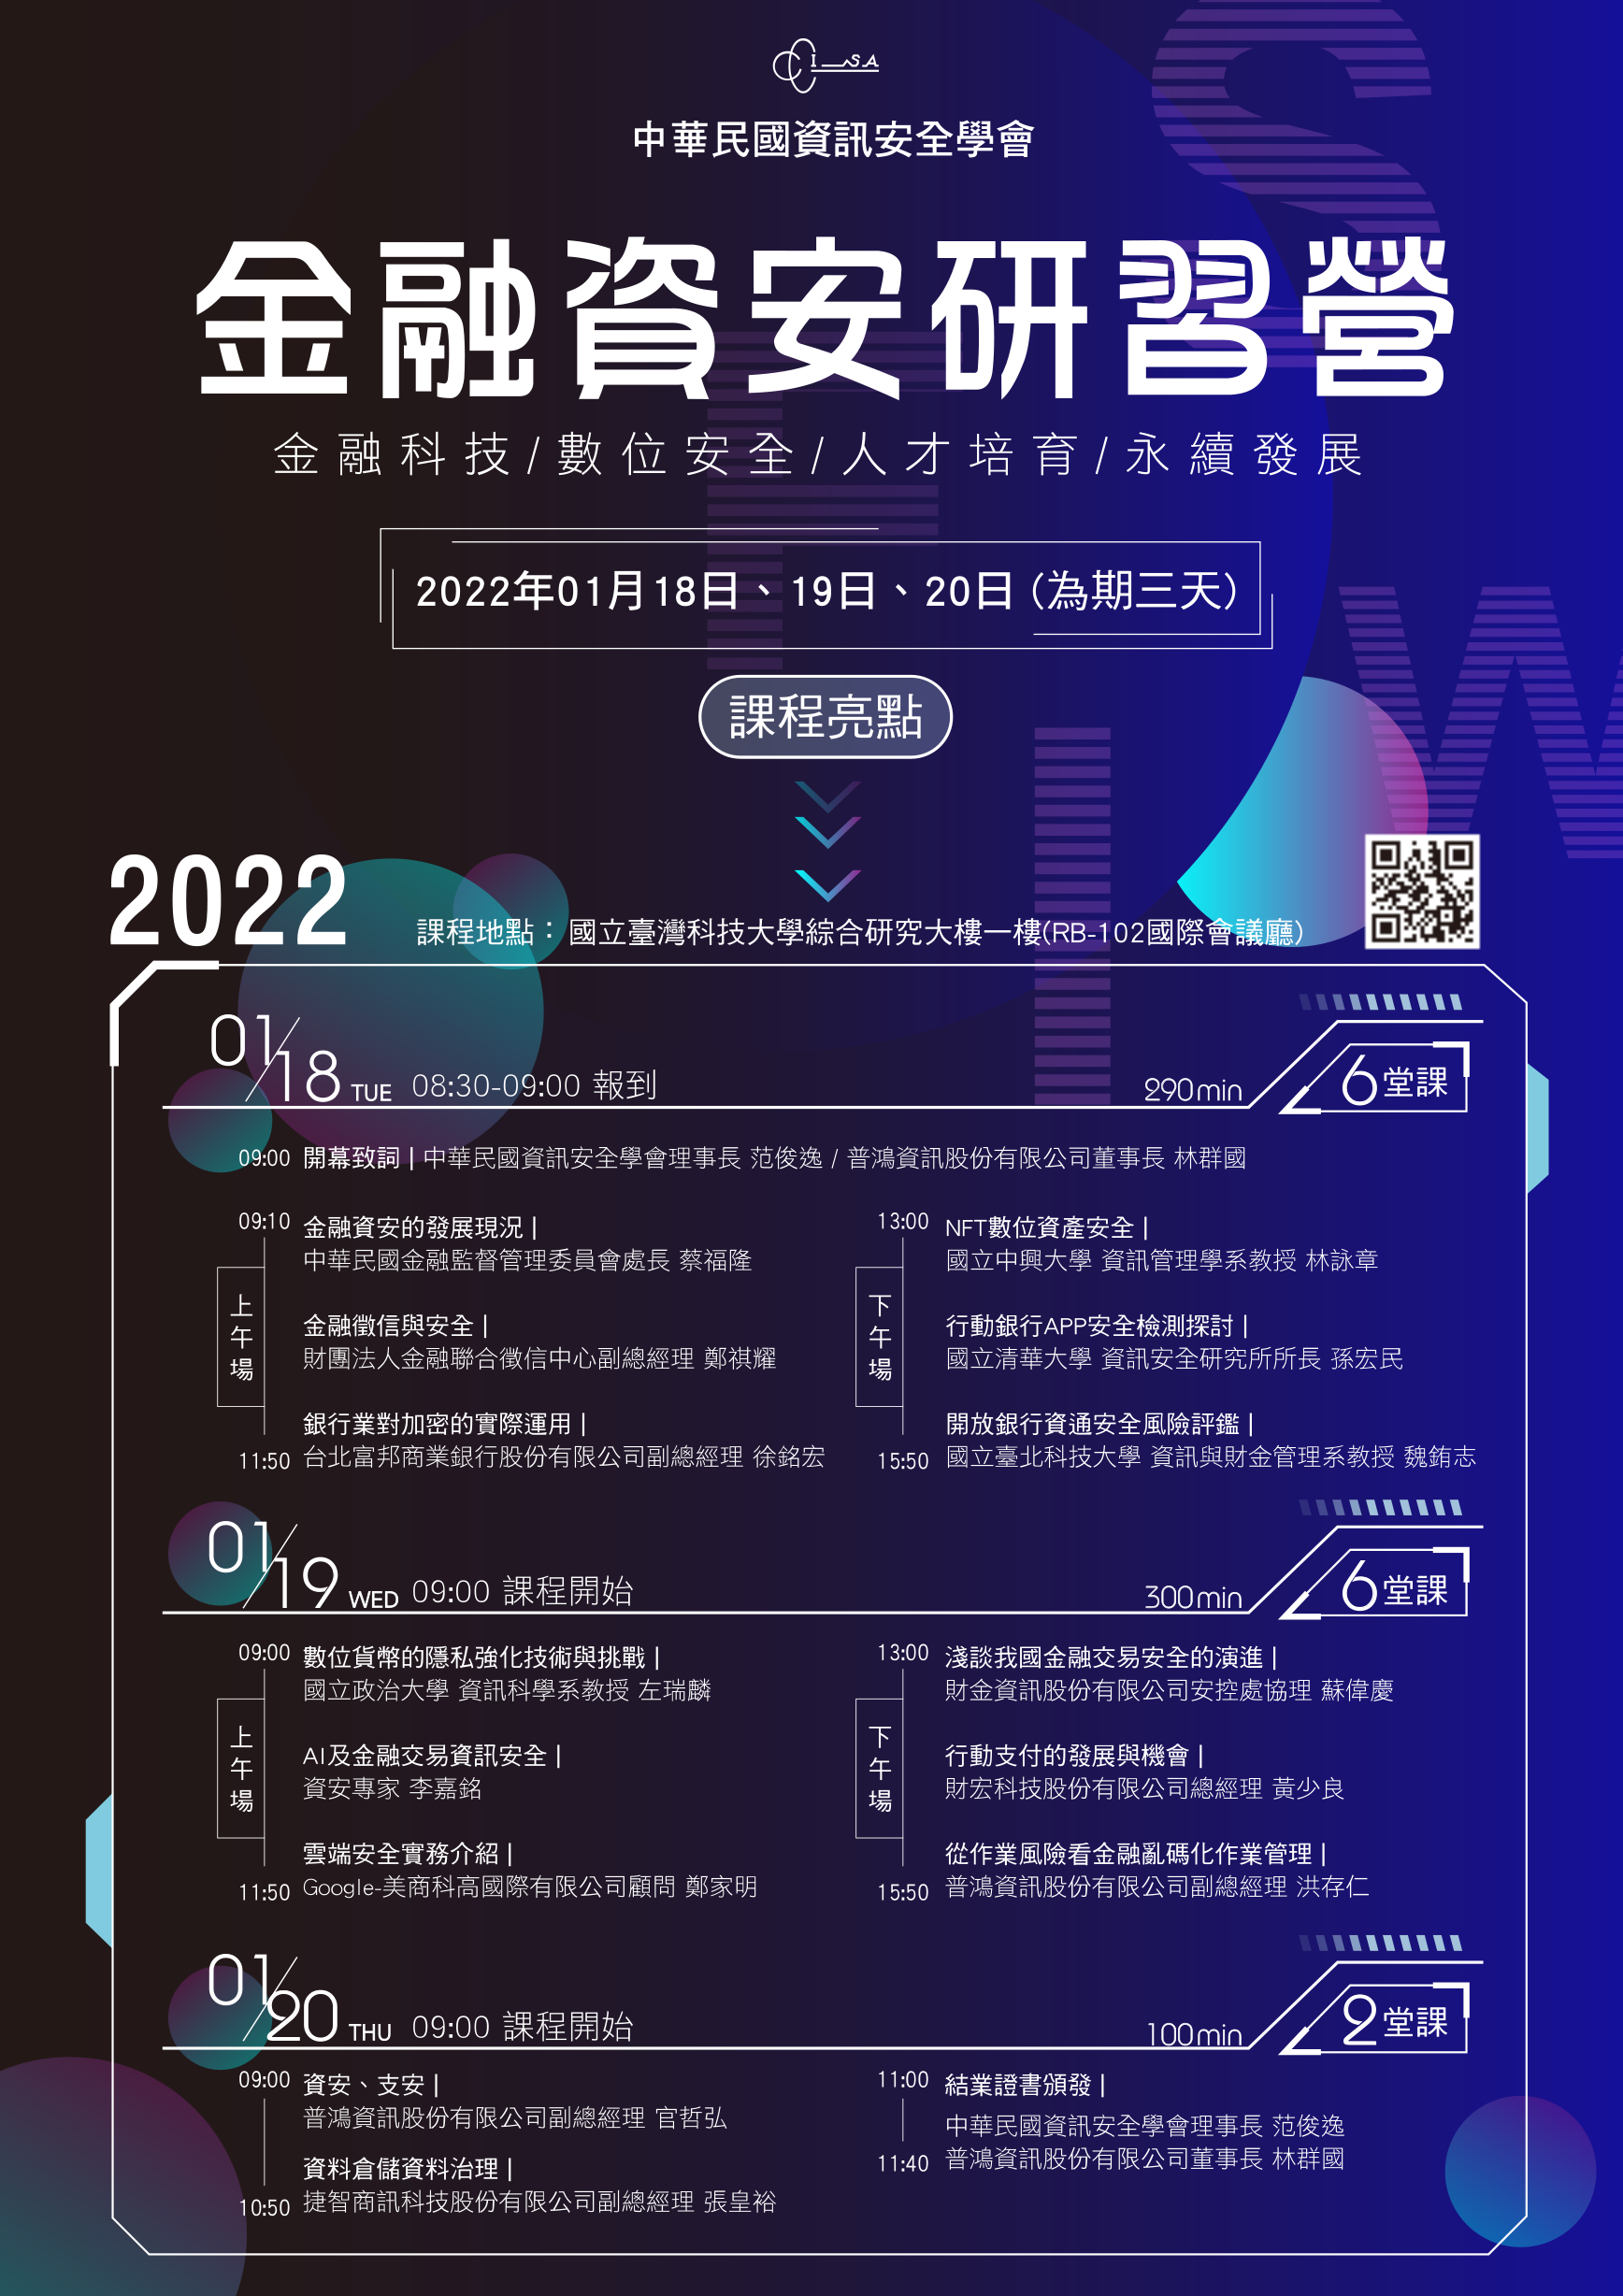 CCISA
中華民國資訊安全學會
金融資安研習營
金融科技/數位安全/人才培育/永續發展
2022年01月18日、19日、20日 (為期三天)
課程亮點
2022
課程地點：國立臺灣科技大學綜合研究大樓一樓(RB-102國際會議廳)
01/18 TUE 08:30-09:00 報到
290min
6堂課
09:00 開幕致詞 | 中華民國資訊安全學會理事長 范俊逸 / 普鴻資訊股份有限公司董事長 林群國
上午場
09:10 金融資安的發展現況 |
中華民國金融監督管理委員會處長 蔡福隆
金融徵信與安全 |
財團法人金融聯合徵信中心副總經理 鄭祺耀
銀行業對加密的實際運用 |
11:50 台北富邦商業銀行股份有限公司副總經理 徐銘宏
下午場
13:00 NFT數位資產安全 |
國立中興大學 資訊管理學系教授 林詠章
行動銀行APP安全檢測探討 |
國立清華大學 資訊安全研究所所長 孫宏民
開放銀行資通安全風險評鑑 |
15:50 國立臺北科技大學 資訊與財金管理系教授 魏銪志
01/19 WED 09:00 課程開始
300min
6堂課
上午場
09:00 數位貨幣的隱私強化技術與挑戰 |
國立政治大學 資訊科學系教授 左瑞麟
AI及金融交易資訊安全 |
資安專家 李嘉銘
雲端安全實務介紹 |
11:50 Google-美商科高國際有限公司顧問 鄭家明
下午場
13:00 淺談我國金融交易安全的演進 |
財金資訊股份有限公司安控處協理 蘇偉慶
行動支付的發展與機會 |
財宏科技股份有限公司總經理 黃少良
從作業風險看金融亂碼化作業管理 |
15:50 普鴻資訊股份有限公司副總經理 洪存仁
01/20 THU 09:00 課程開始
100min
2堂課
09:00 資安、支安 |
普鴻資訊股份有限公司副總經理 官哲弘
資料倉儲資料治理 |
10:50 捷智商訊科技股份有限公司副總經理 張皇裕
11:00 結業證書頒發 |
中華民國資訊安全學會理事長 范俊逸
11:40 普鴻資訊股份有限公司董事長 林群國